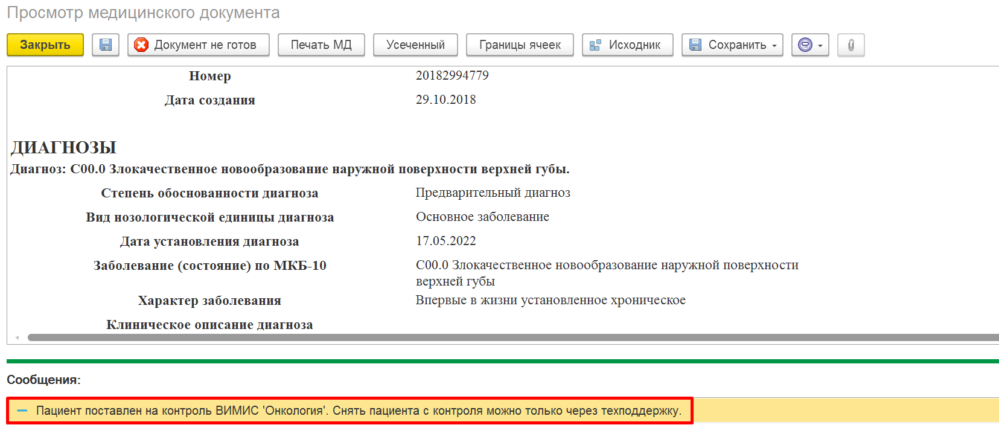 Просмотр медицинского документа
Закрыть Документ не готов Печать МД Усеченный Границы ячеек Исходник Сохранить
Номер 20182994779
Дата создания 29.10.2018
ДИАГНОЗЫ
Диагноз: C00.0 Злокачественное новообразование наружной поверхности верхней губы.
Степень обоснованности диагноза Предварительный диагноз
Вид нозологической единицы диагноза Основное заболевание
Дата установления диагноза 17.05.2022
Заболевание (состояние) по МКБ-10 C00.0 Злокачественное новообразование наружной поверхности
верхней губы
Характер заболевания Впервые в жизни установленное хроническое
Клиническое описание диагноза
Сообщения:
Пациент поставлен на контроль ВИМИС 'Онкология'. Снять пациента с контроля можно только через техподдержку.